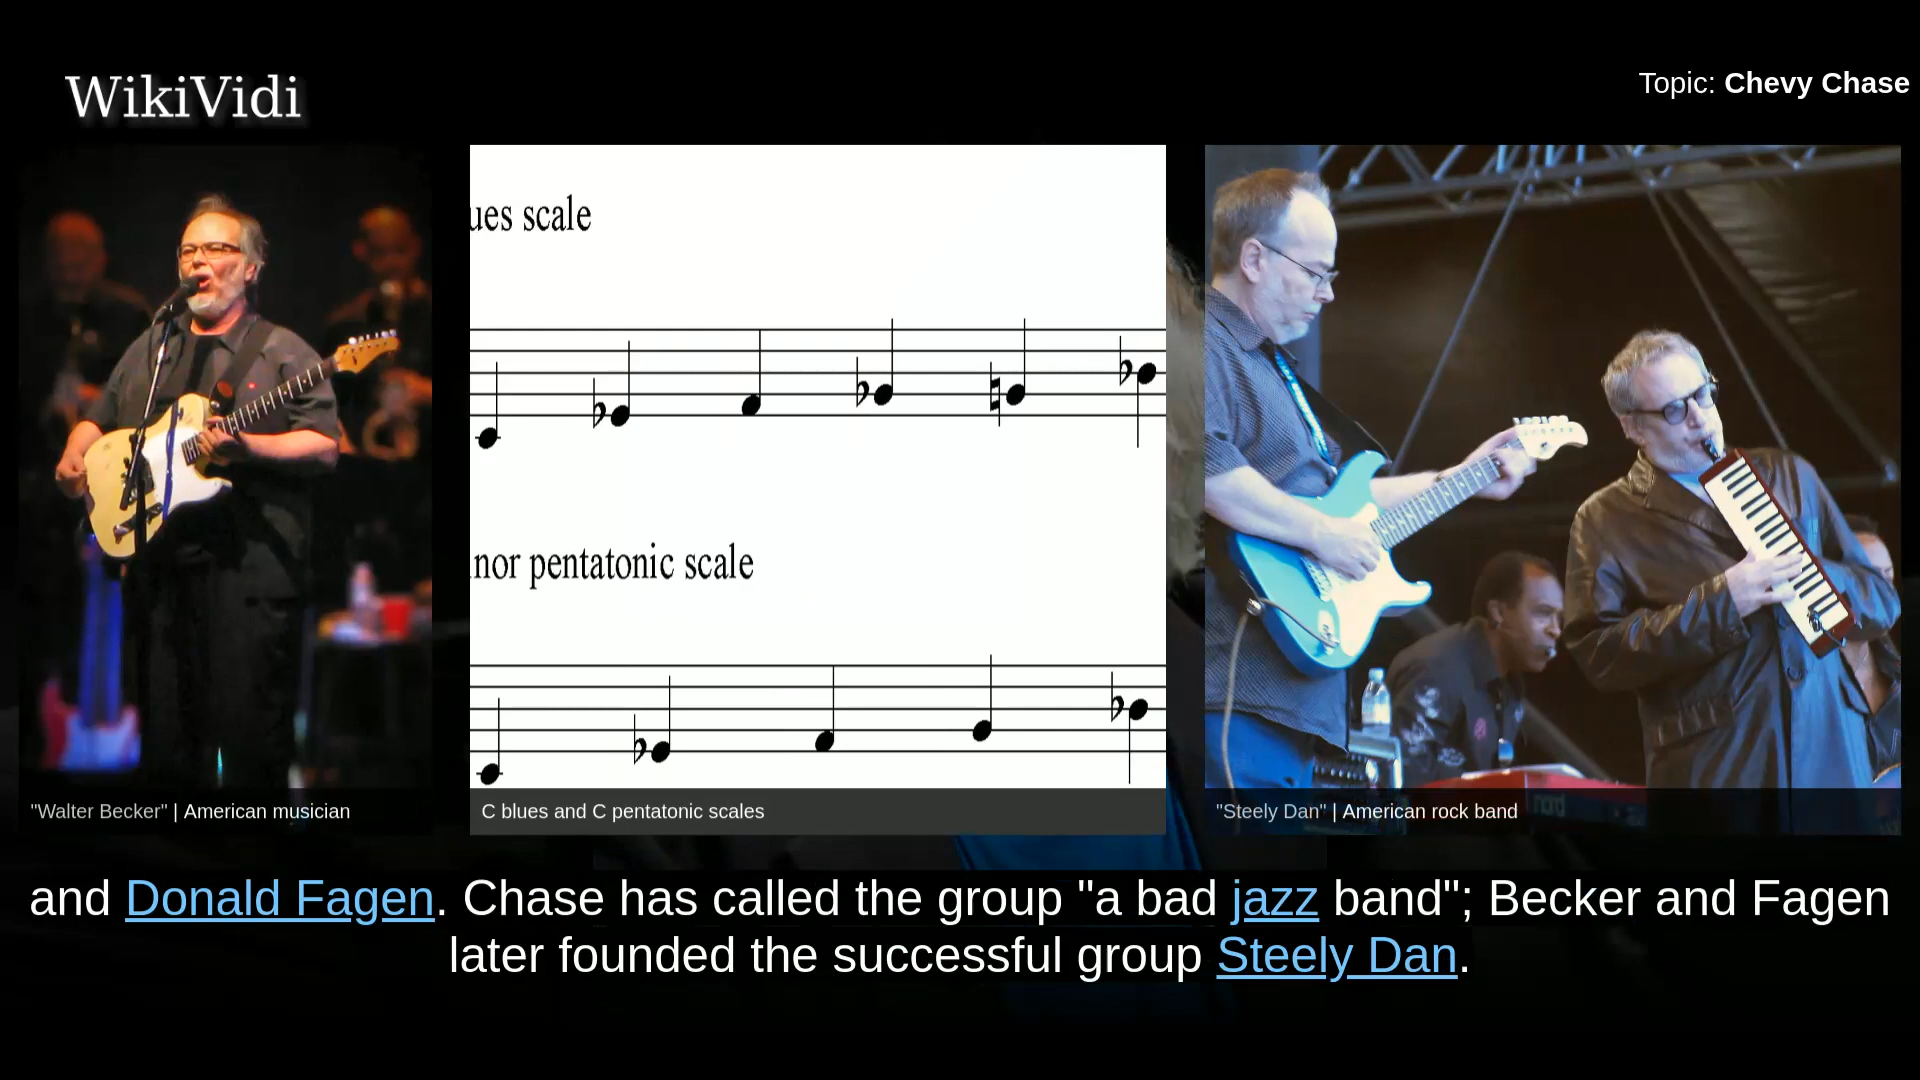 WikiVidi
Topic: Chevy Chase
ues scale
nor pentatonic scale
"Walter Becker" | American musician
C blues and C pentatonic scales
"Steely Dan" | American rock band
nord
and Donald Fagen. Chase has called the group "a bad jazz band"; Becker and Fagen
later founded the successful group Steely Dan.